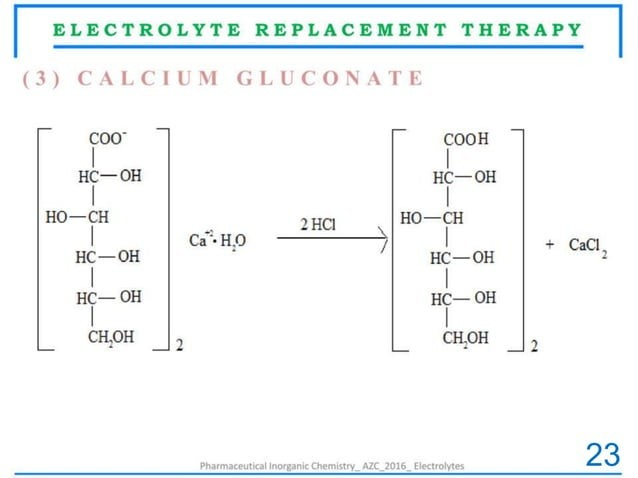 ELECTROLYTE REPLACEMENT THERAPY
(3) CALCIUM GLUCONATE
COO⁻
HC—OH
HO—CH
HC—OH
HC—OH
CH₂OH
2
Ca⁺². H₂O
2 HCl
COOH
HC—OH
HO—CH
HC—OH
HC—OH
CH₂OH
2
+ CaCl₂
Pharmaceutical Inorganic Chemistry_ AZC_2016_ Electrolytes
23